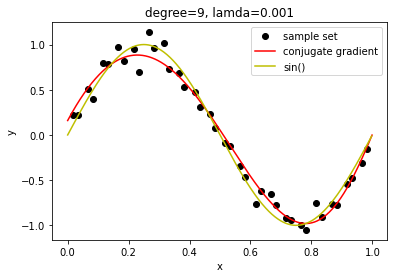 degree=9, lamda=0.001
sample set
conjugate gradient
sin()
y
1.0
0.5
0.0
-0.5
-1.0
0.0 0.2 0.4 0.6 0.8 1.0
x